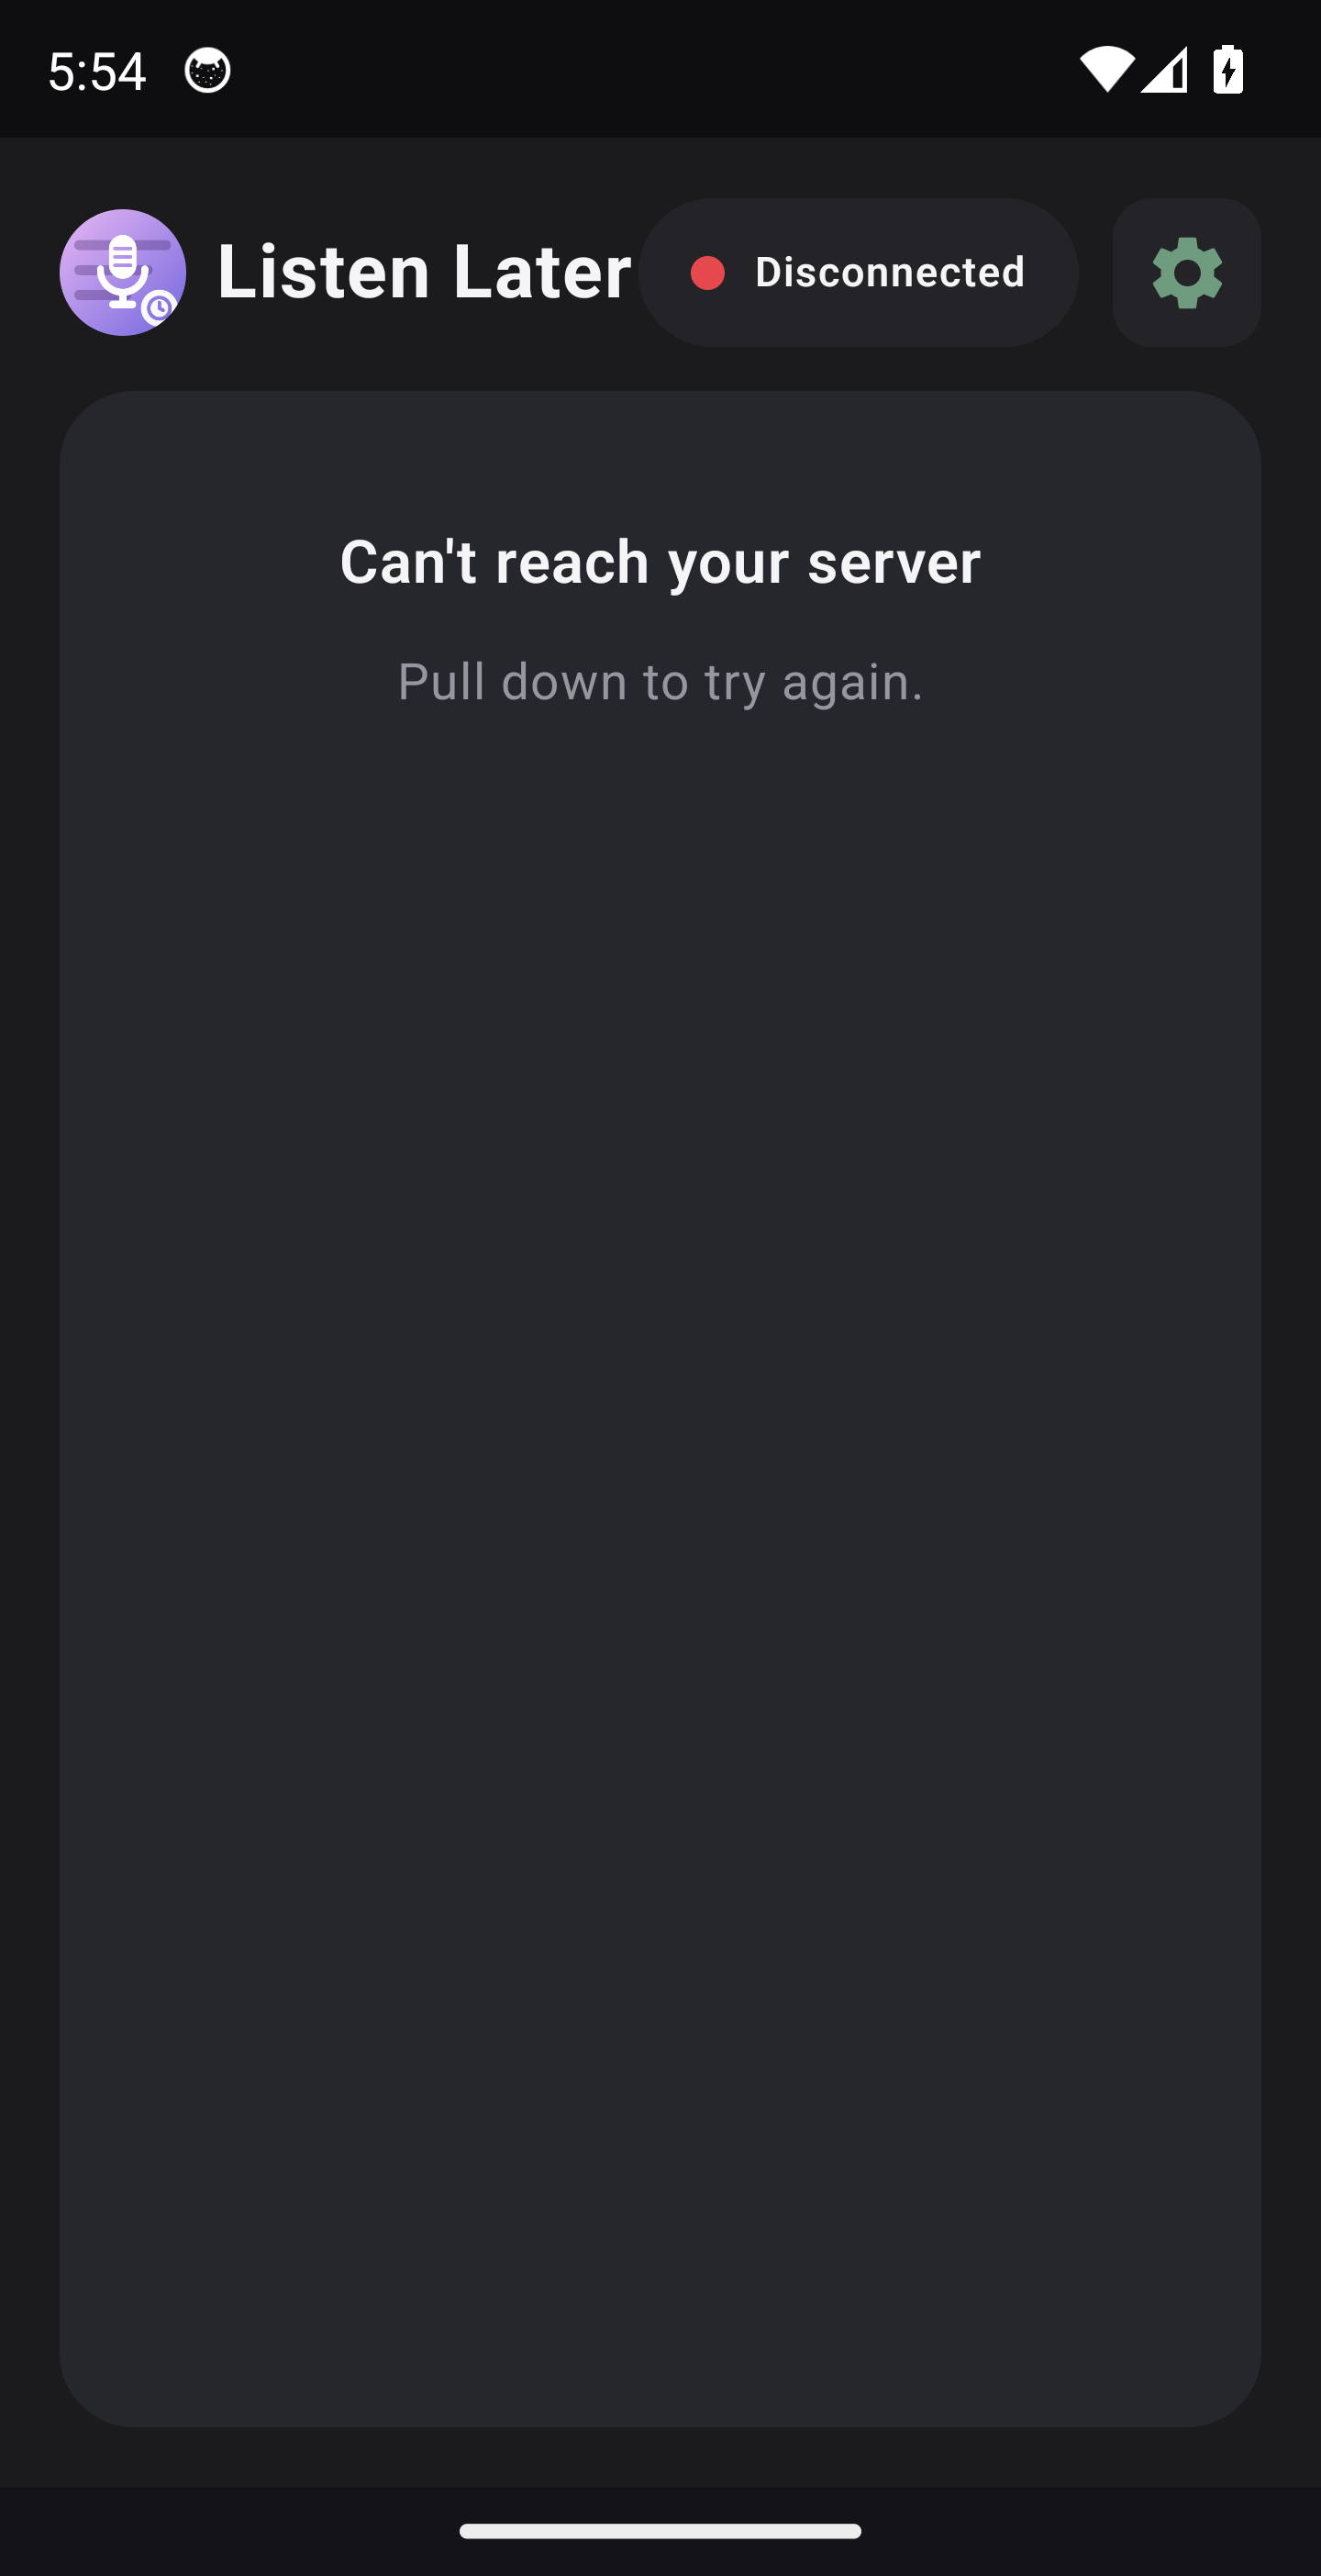 5:54
Listen Later
Disconnected
Can't reach your server
Pull down to try again.